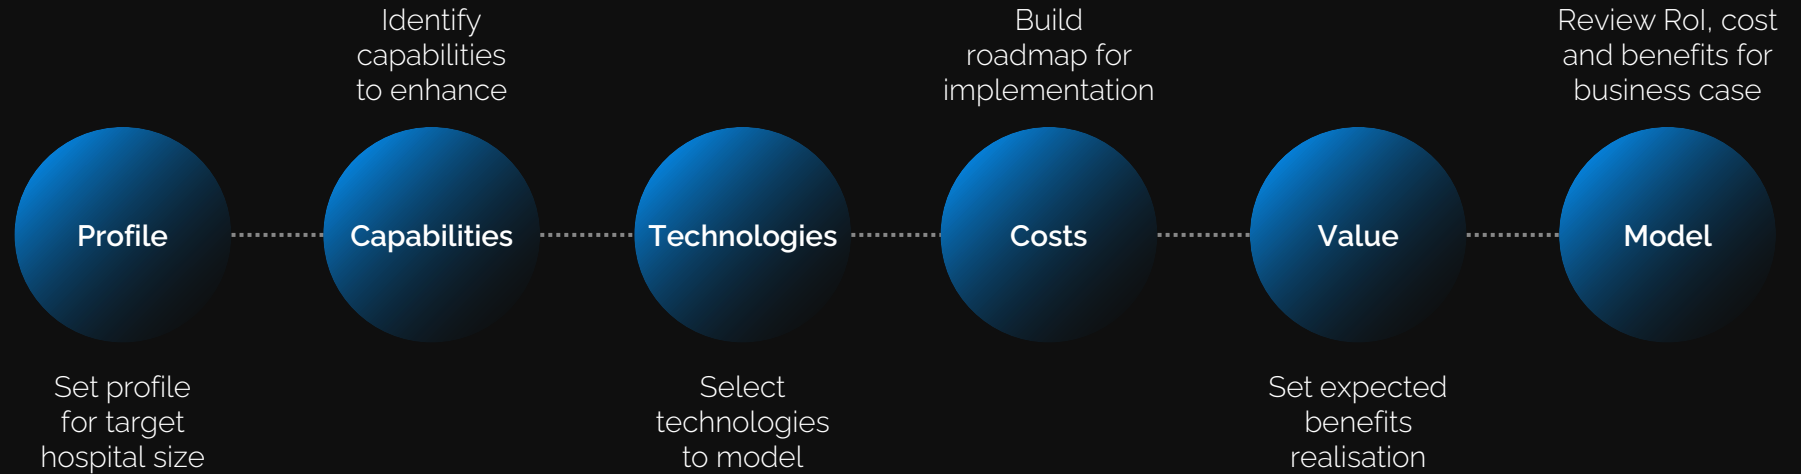 Identify
capabilities
to enhance
Build
roadmap for
implementation
Review RoI, cost
and benefits for
business case
Profile
Capabilities
Technologies
Costs
Value
Model
Set profile
for target
hospital size
Select
technologies
to model
Set expected
benefits
realisation